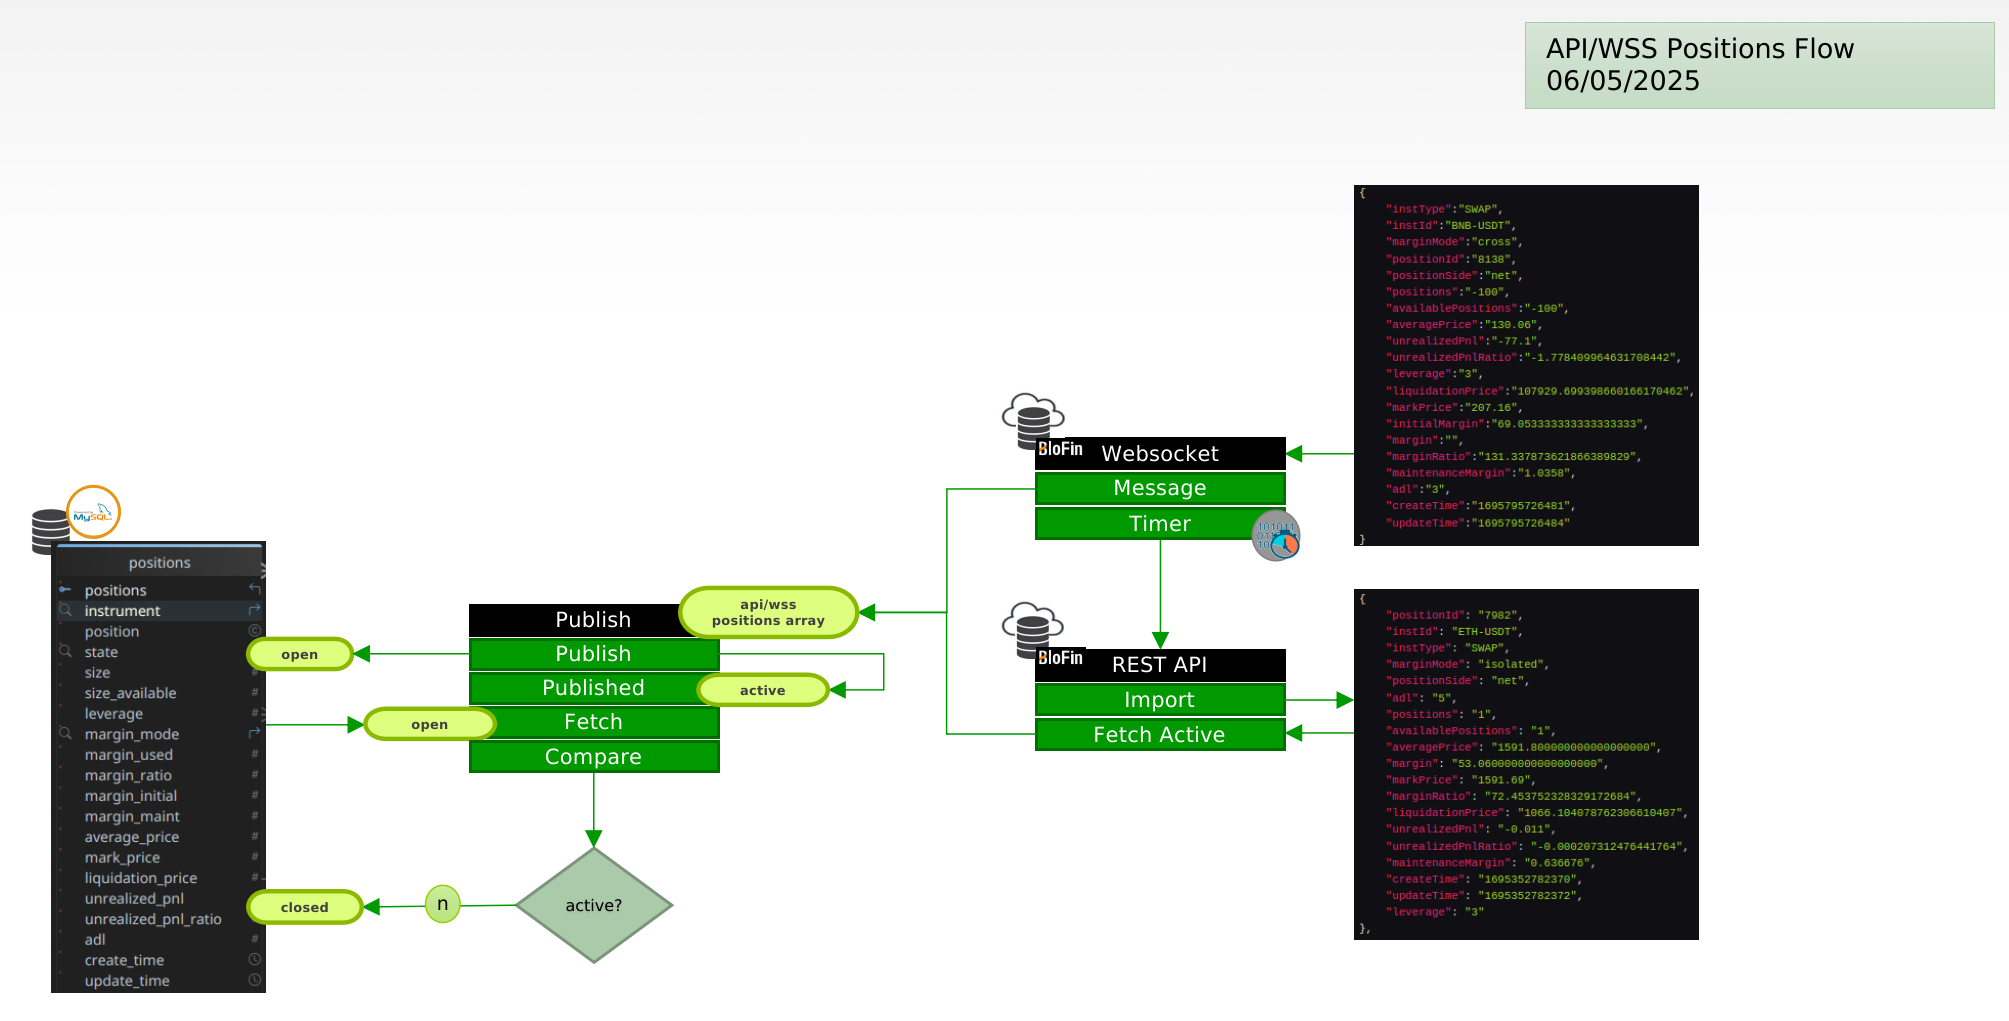 API/WSS Positions Flow
06/05/2025
{
"instType":"SWAP",
"instId":"BNB-USDT",
"marginMode":"cross",
"positionId":"8138",
"positionSide":"net",
"positions":"-100",
"availablePositions":"-100",
"averagePrice":"130.06",
"unrealizedPnl":"-77.1",
"unrealizedPnlRatio":"-1.778409964631708442",
"leverage":"3",
"liquidationPrice":"107929.699398660166170462",
"markPrice":"207.16",
"initialMargin":"69.053333333333333333",
"margin":"",
"marginRatio":"131.337873621866389829",
"maintenanceMargin":"1.0358",
"adl":"3",
"createTime":"1695795726481",
"updateTime":"1695795726484"
}
BloFin
Websocket
Message
Timer
MySQL
positions
positions
instrument
position
state
size
size_available
leverage
margin_mode
margin_used
margin_ratio
margin_initial
margin_maint
average_price
mark_price
liquidation_price
unrealized_pnl
unrealized_pnl_ratio
adl
create_time
update_time
open
open
closed
Publish
api/wss
positions array
Publish
Published
active
Fetch
Compare
active?
n
BloFin
REST API
Import
Fetch Active
{
"positionId": "7982",
"instId": "ETH-USDT",
"instType": "SWAP",
"marginMode": "isolated",
"positionSide": "net",
"adl": "5",
"positions": "1",
"availablePositions": "1",
"averagePrice": "1591.800000000000000000",
"margin": "53.060000000000000000",
"markPrice": "1591.69",
"marginRatio": "72.453752328329172684",
"liquidationPrice": "1066.104078762306610407",
"unrealizedPnl": "-0.011",
"unrealizedPnlRatio": "-0.000207312476441764",
"maintenanceMargin": "0.636676",
"createTime": "1695352782370",
"updateTime": "1695352782372",
"leverage": "3"
},